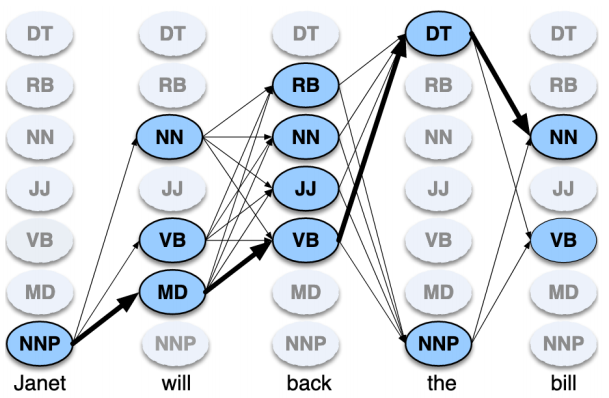 DT DT DT DT DT
RB RB RB RB RB
NN NN NN NN NN
JJ JJ JJ JJ JJ
VB VB VB VB VB
MD MD MD MD MD
NNP NNP NNP NNP NNP
Janet will back the bill